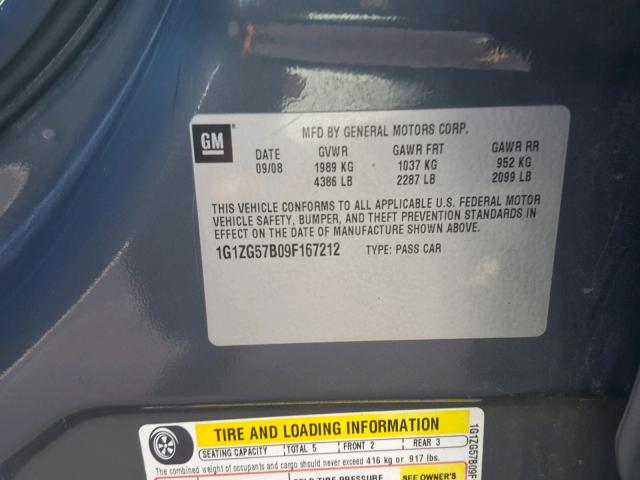 GM
MFD BY GENERAL MOTORS CORP.
DATE GVWR GAWR FRT GAWR RR
09/08 1989 KG 1037 KG 952 KG
4386 LB 2287 LB 2099 LB
THIS VEHICLE CONFORMS TO ALL APPLICABLE U.S. FEDERAL MOTOR
VEHICLE SAFETY, BUMPER, AND THEFT PREVENTION STANDARDS IN
EFFECT ON THE DATE OF MANUFACTURE SHOWN ABOVE.
1G1ZG57B09F167212 TYPE: PASS CAR
TIRE AND LOADING INFORMATION
SEATING CAPACITY TOTAL 5 FRONT 2 REAR 3
The combined weight of occupants and cargo should never exceed 416 kg or 917 lbs.
TIRE PRESSURE SEE OWNER'S
1G1ZG57B09F